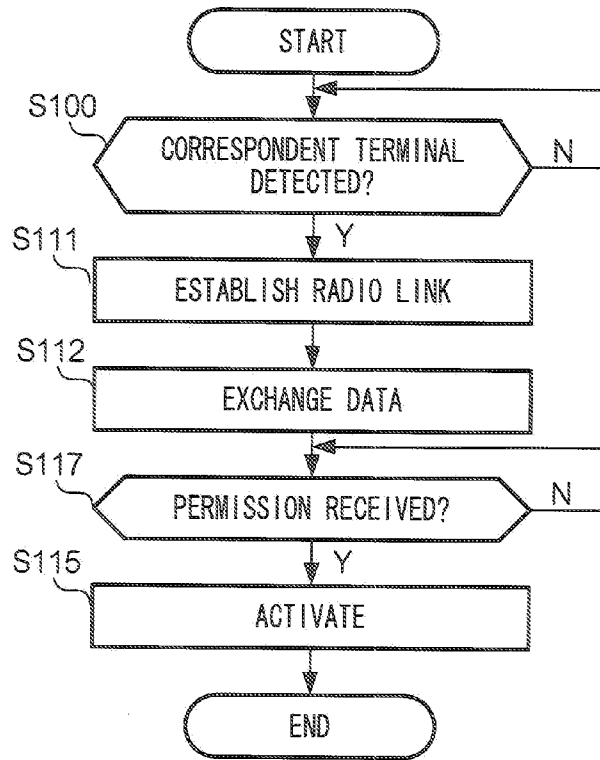 START
S100
CORRESPONDENT TERMINAL
DETECTED?
N
Y
S111
ESTABLISH RADIO LINK
S112
EXCHANGE DATA
S117
PERMISSION RECEIVED?
N
Y
S115
ACTIVATE
END